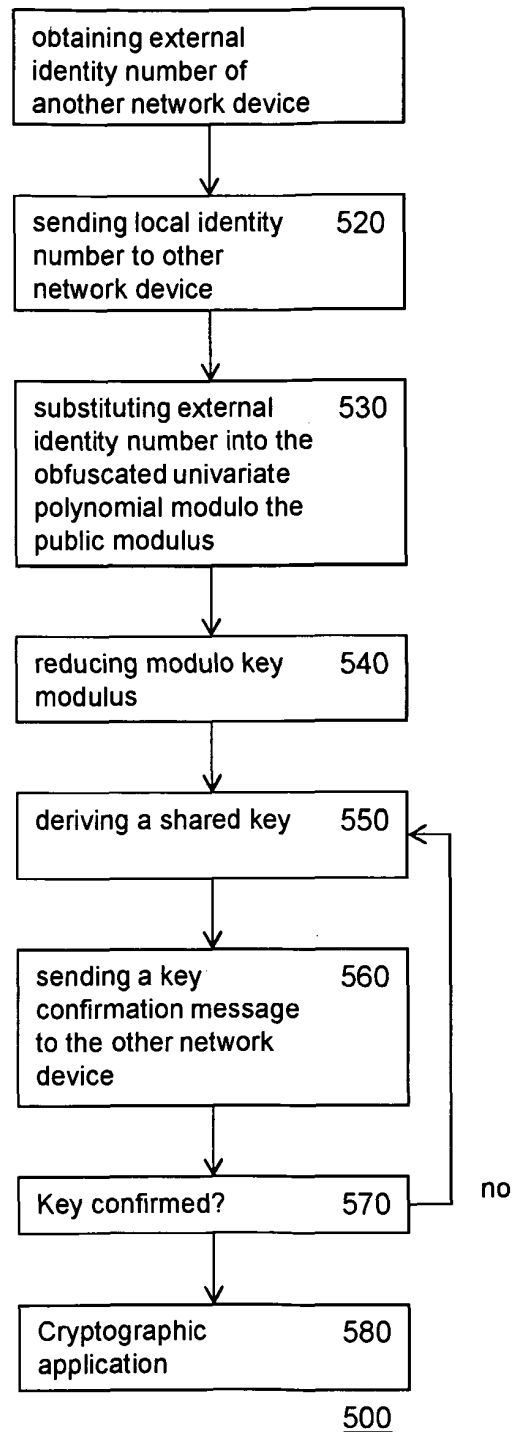 obtaining external
identity number of
another network device
sending local identity 520
number to other
network device
substituting external 530
identity number into the
obfuscated univariate
polynomial modulo the
public modulus
reducing modulo key 540
modulus
deriving a shared key 550
sending a key 560
confirmation message
to the other network
device
Key confirmed? 570
no
Cryptographic 580
application
500